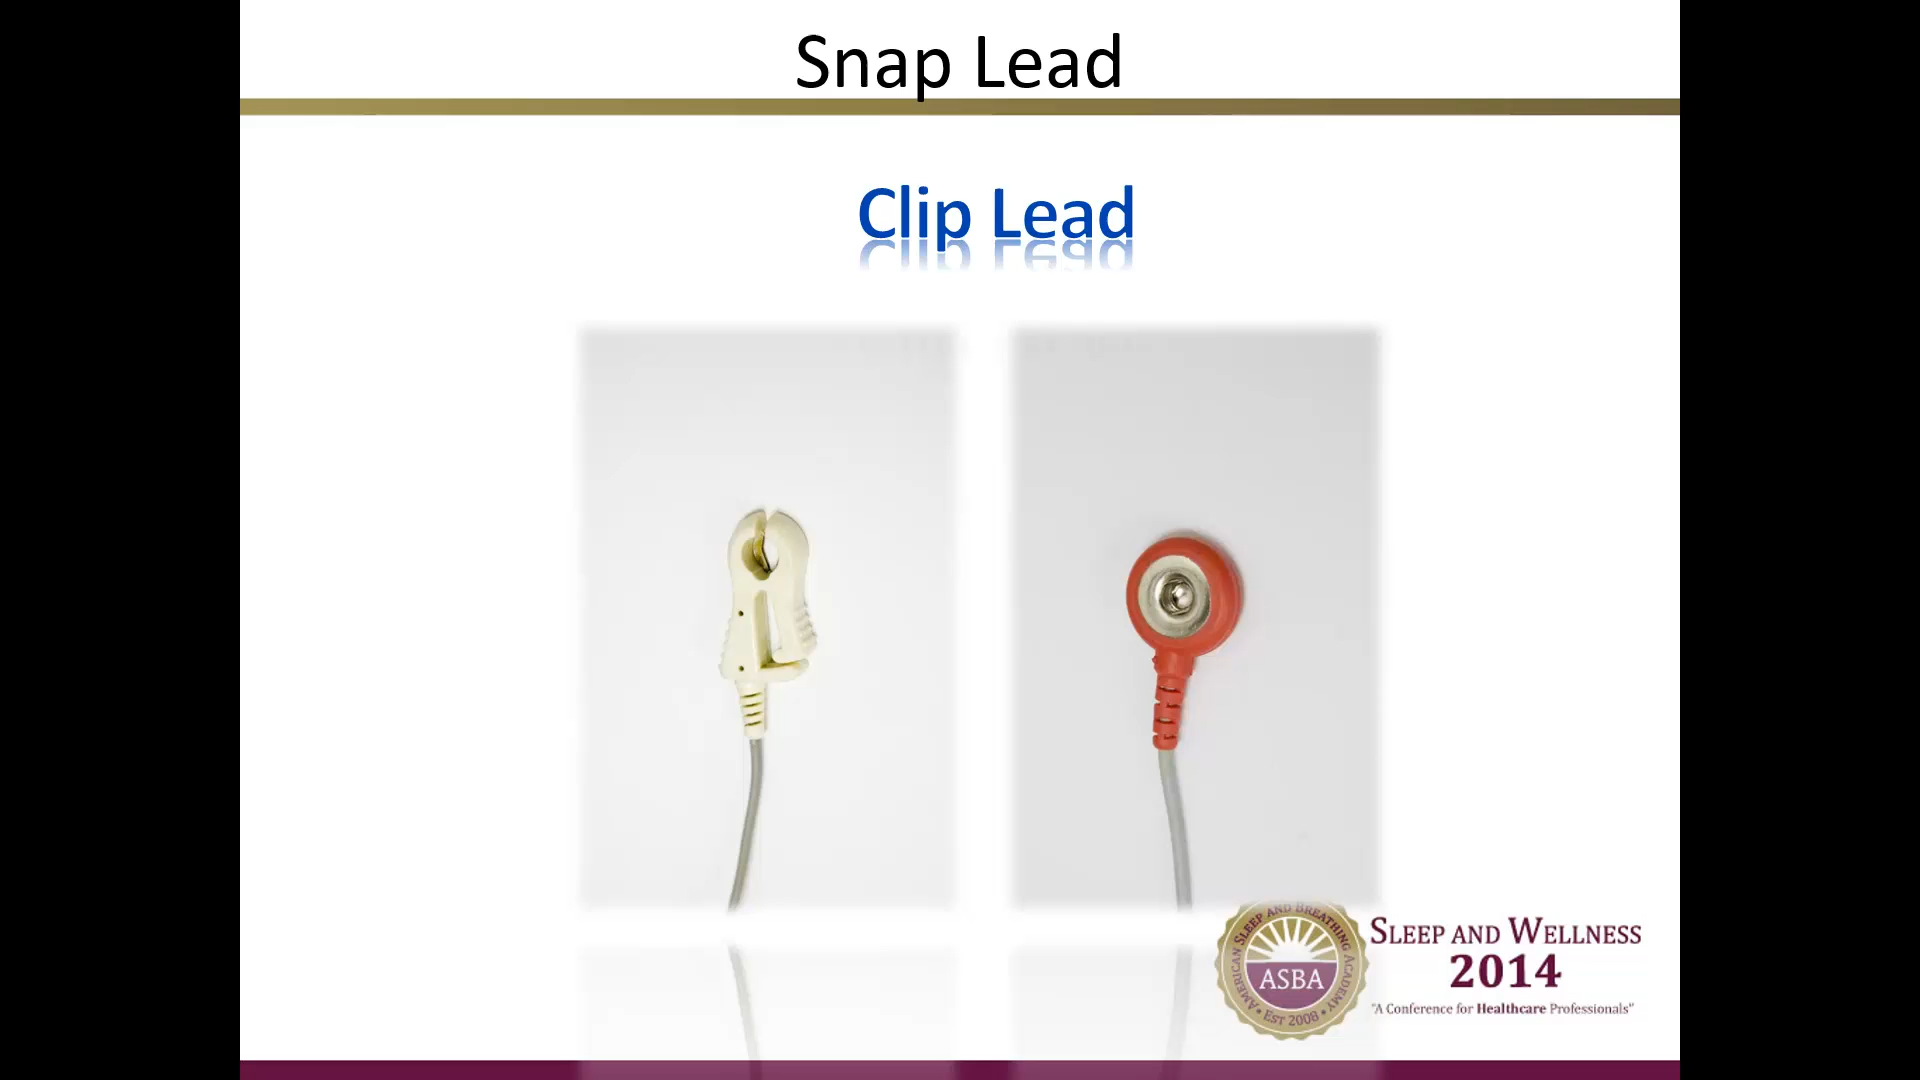 Snap Lead
Clip Lead
AMERICAN SLEEP AND BREATHING ACADEMY
ASBA
• EST 2008 •
SLEEP AND WELLNESS
2014
"A Conference for Healthcare Professionals"